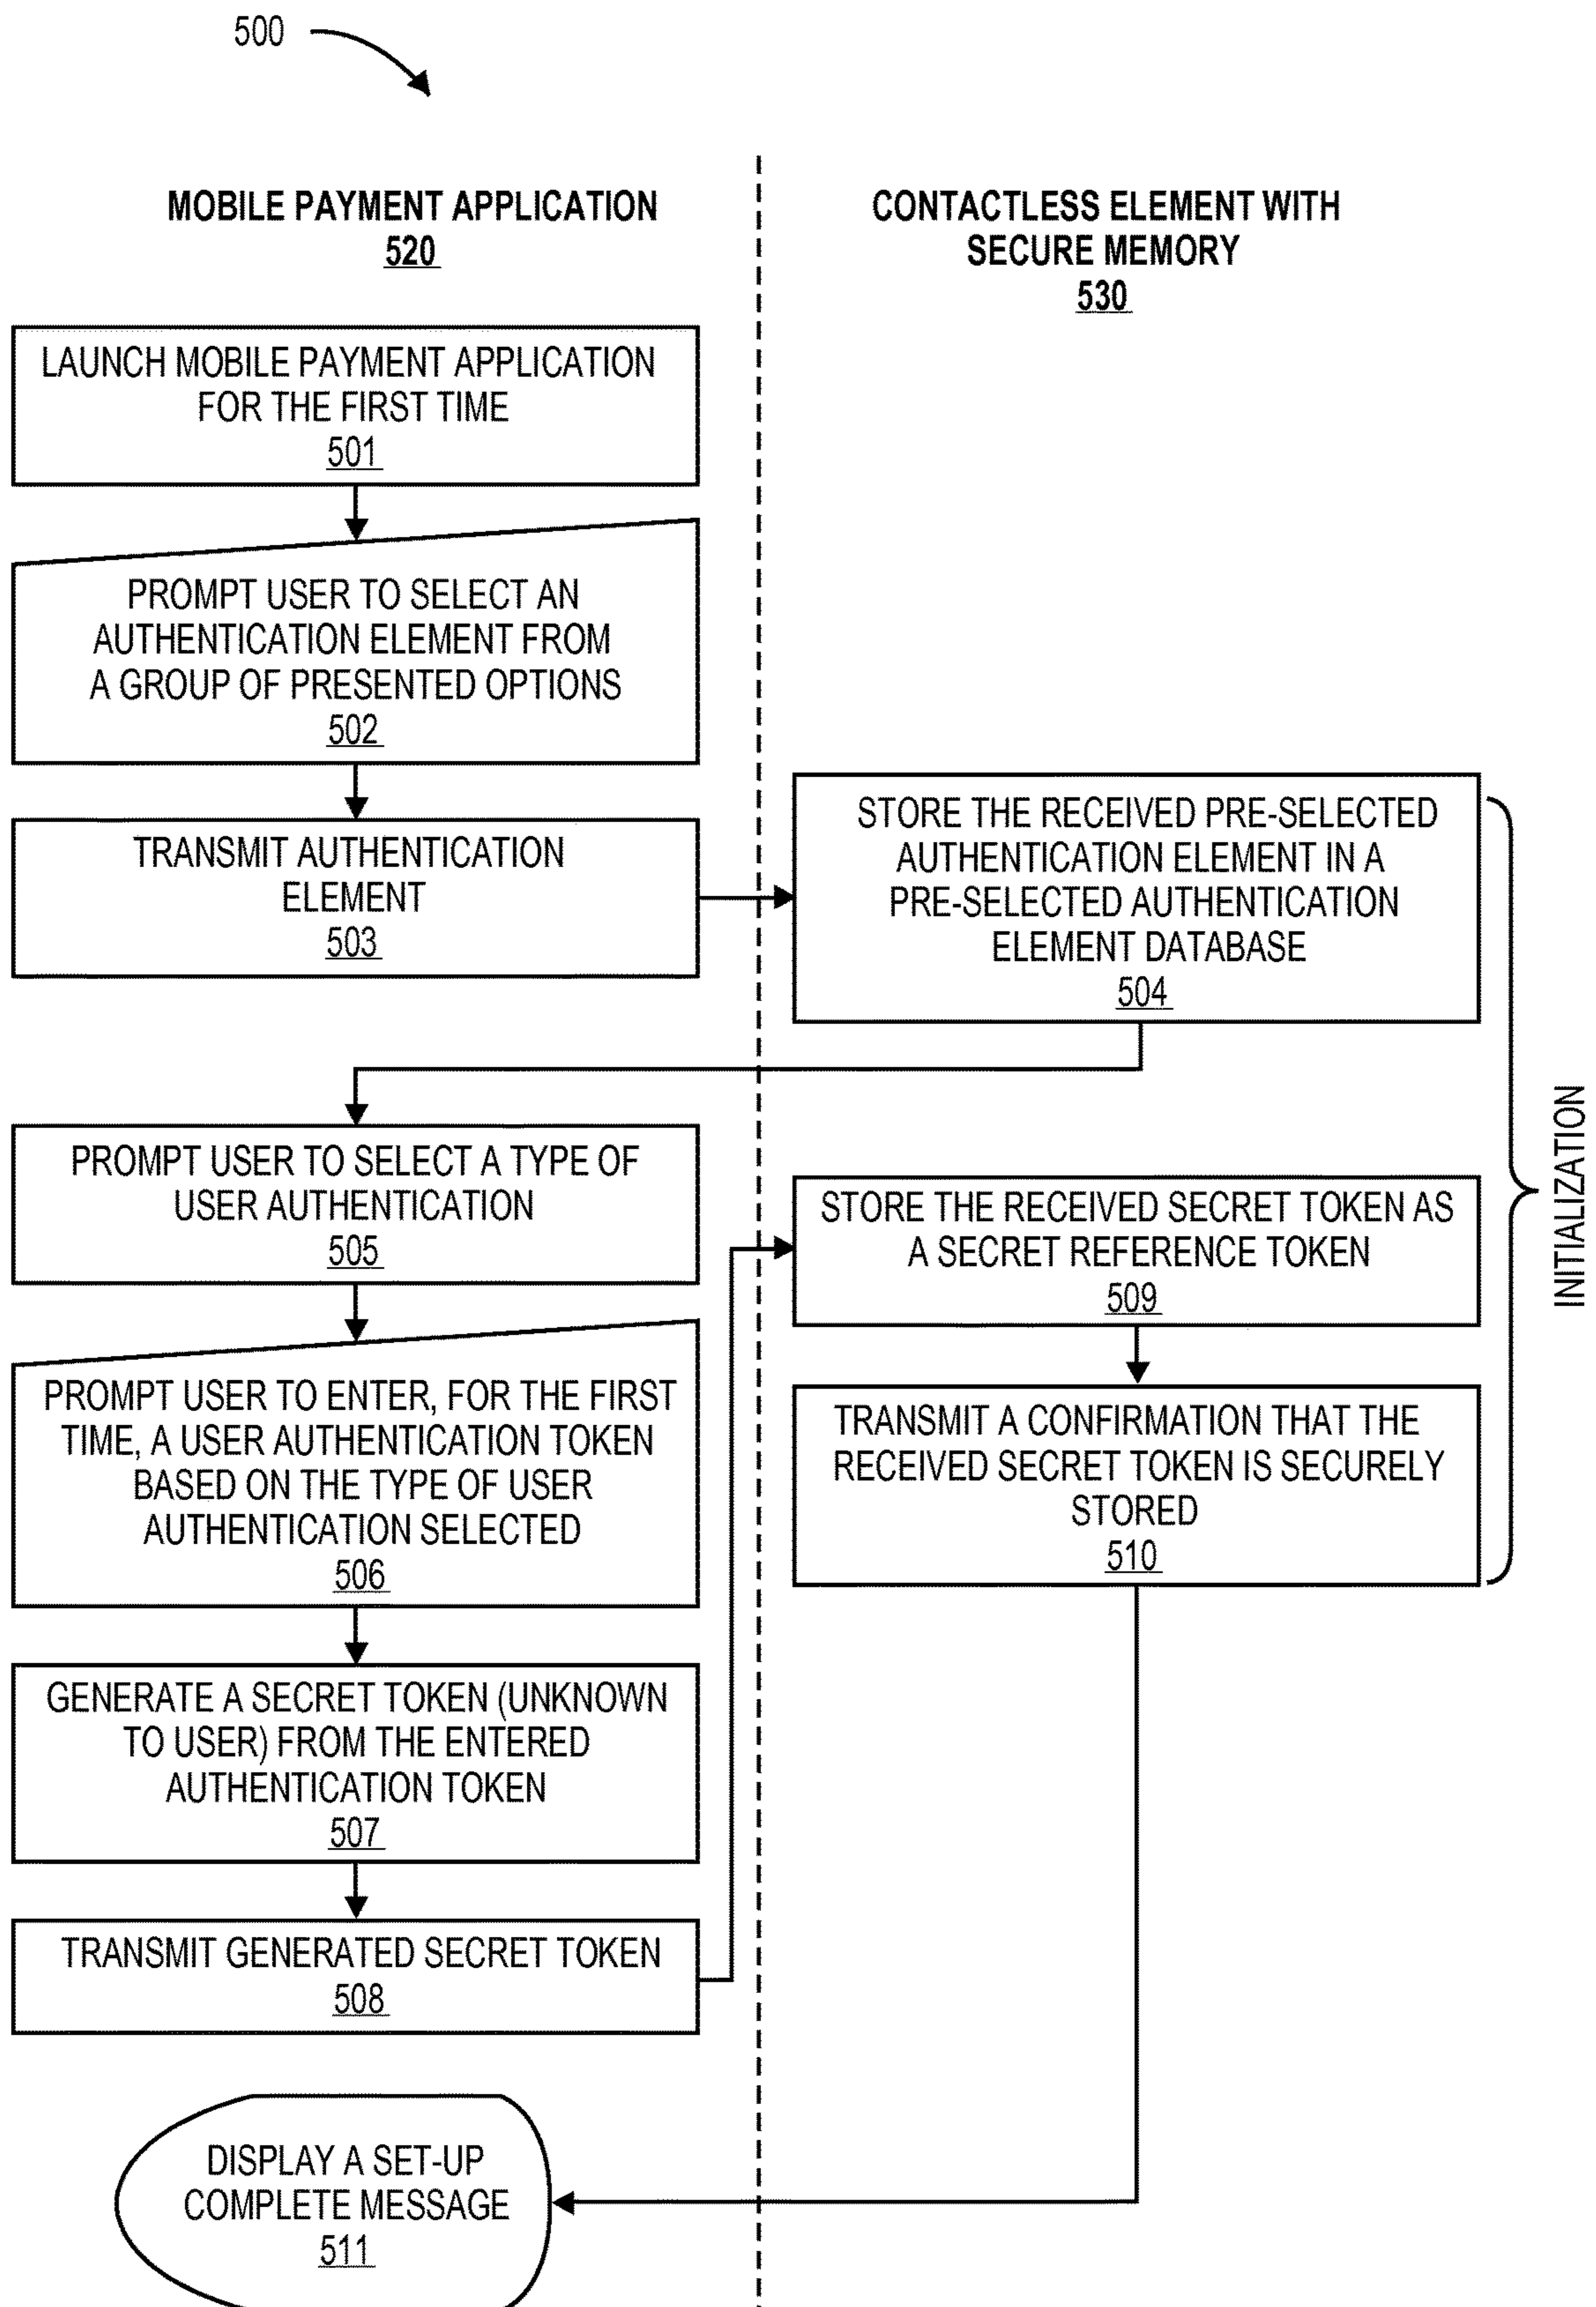 500
MOBILE PAYMENT APPLICATION
520
CONTACTLESS ELEMENT WITH
SECURE MEMORY
530
LAUNCH MOBILE PAYMENT APPLICATION
FOR THE FIRST TIME
501
PROMPT USER TO SELECT AN
AUTHENTICATION ELEMENT FROM
A GROUP OF PRESENTED OPTIONS
502
TRANSMIT AUTHENTICATION
ELEMENT
503
STORE THE RECEIVED PRE-SELECTED
AUTHENTICATION ELEMENT IN A
PRE-SELECTED AUTHENTICATION
ELEMENT DATABASE
504
PROMPT USER TO SELECT A TYPE OF
USER AUTHENTICATION
505
PROMPT USER TO ENTER, FOR THE FIRST
TIME, A USER AUTHENTICATION TOKEN
BASED ON THE TYPE OF USER
AUTHENTICATION SELECTED
506
GENERATE A SECRET TOKEN (UNKNOWN
TO USER) FROM THE ENTERED
AUTHENTICATION TOKEN
507
TRANSMIT GENERATED SECRET TOKEN
508
STORE THE RECEIVED SECRET TOKEN AS
A SECRET REFERENCE TOKEN
509
TRANSMIT A CONFIRMATION THAT THE
RECEIVED SECRET TOKEN IS SECURELY
STORED
510
INITIALIZATION
DISPLAY A SET-UP
COMPLETE MESSAGE
511